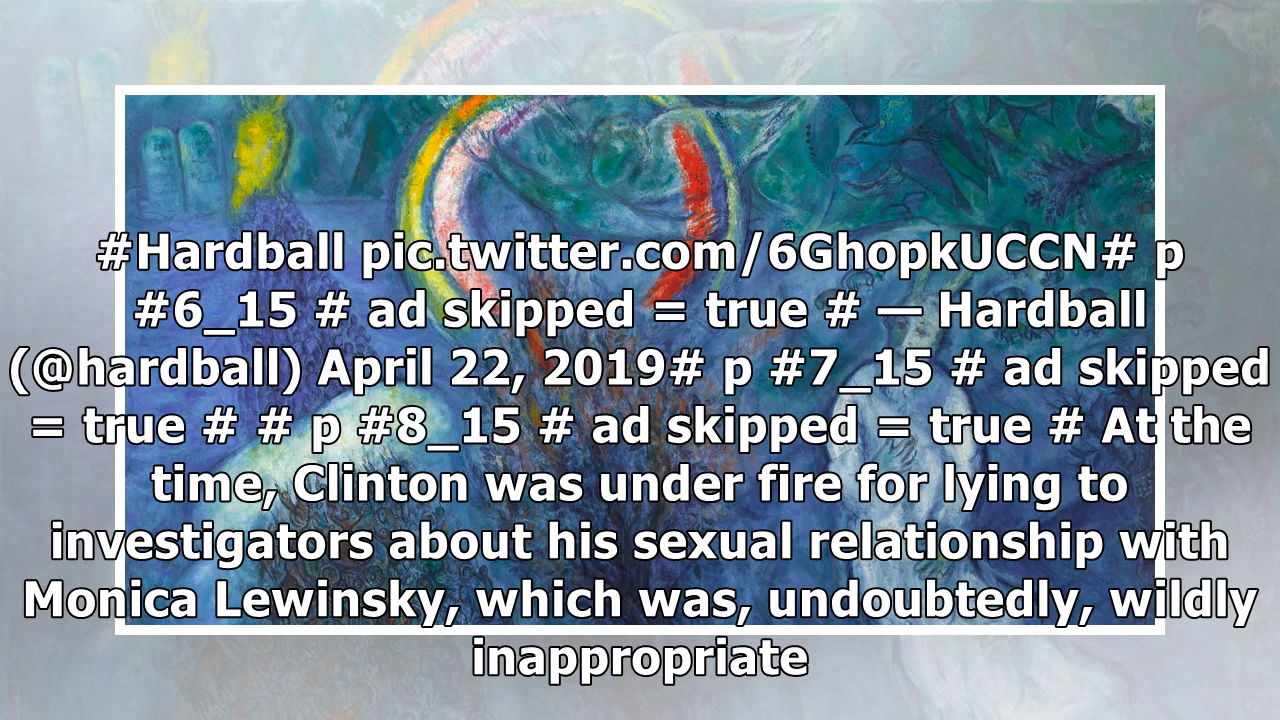 #Hardball pic.twitter.com/6GhopkUCCN# p
#6_15 # ad skipped = true # — Hardball
(@hardball) April 22, 2019# p #7_15 # ad skipped
= true # # p #8_15 # ad skipped = true # At the
time, Clinton was under fire for lying to
investigators about his sexual relationship with
Monica Lewinsky, which was, undoubtedly, wildly
inappropriate